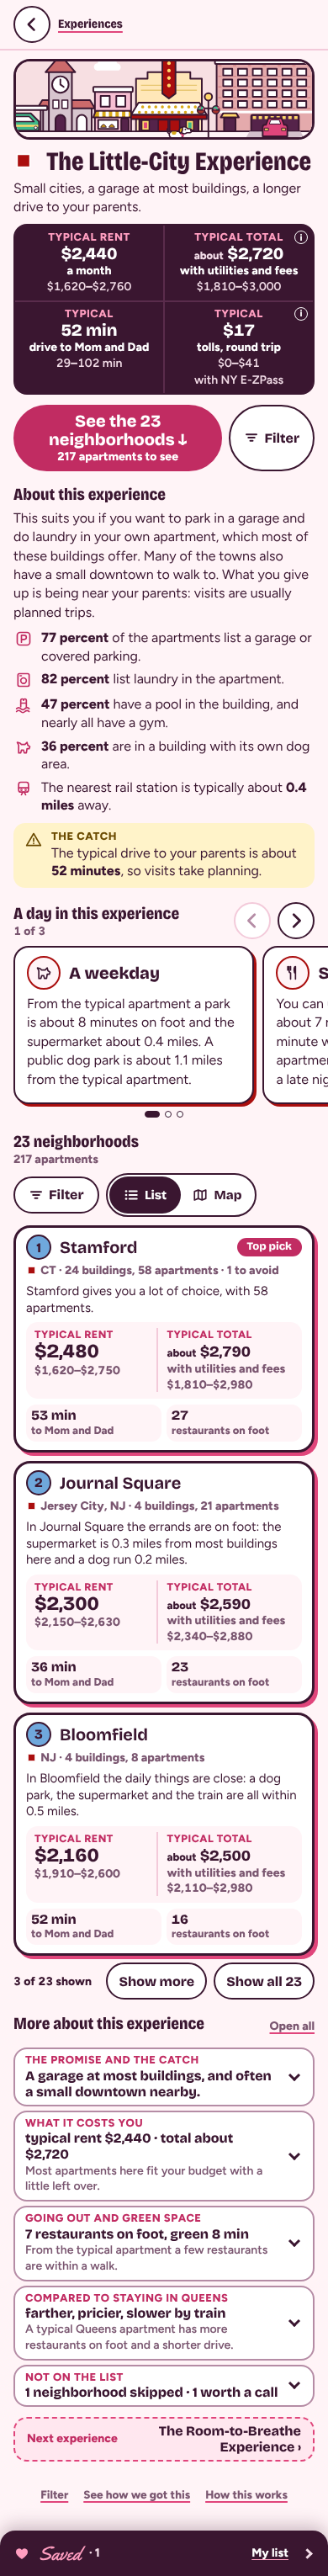 Experiences
The Little-City Experience
Small cities, a garage at most buildings, a longer
drive to your parents.
TYPICAL RENT
$2,440
a month
$1,620–$2,760
TYPICAL TOTAL
about $2,720
with utilities and fees
$1,810–$3,000
TYPICAL
52 min
drive to Mom and Dad
29–102 min
TYPICAL
$17
tolls, round trip
$0–$41
with NY E-ZPass
See the 23
neighborhoods ↓
217 apartments to see
Filter
About this experience
This suits you if you want to park in a garage and
do laundry in your own apartment, which most of
these buildings offer. Many of the towns also
have a small downtown to walk to. What you give
up is being near your parents: visits are usually
planned trips.
77 percent of the apartments list a garage or
covered parking.
82 percent list laundry in the apartment.
47 percent have a pool in the building, and
nearly all have a gym.
36 percent are in a building with its own dog
area.
The nearest rail station is typically about 0.4
miles away.
THE CATCH
The typical drive to your parents is about
52 minutes, so visits take planning.
A day in this experience
1 of 3
A weekday
From the typical apartment a park
is about 8 minutes on foot and the
supermarket about 0.4 miles. A
public dog park is about 1.1 miles
from the typical apartment.
S
You can
about 7 r
minute w
apartmen
a late nig
23 neighborhoods
217 apartments
Filter
List
Map
1
Stamford
Top pick
CT · 24 buildings, 58 apartments · 1 to avoid
Stamford gives you a lot of choice, with 58
apartments.
TYPICAL RENT
$2,480
$1,620–$2,750
TYPICAL TOTAL
about $2,790
with utilities and fees
$1,810–$2,980
53 min
to Mom and Dad
27
restaurants on foot
2
Journal Square
Jersey City, NJ · 4 buildings, 21 apartments
In Journal Square the errands are on foot: the
supermarket is 0.3 miles from most buildings
here and a dog run 0.2 miles.
TYPICAL RENT
$2,300
$2,150–$2,630
TYPICAL TOTAL
about $2,590
with utilities and fees
$2,340–$2,880
36 min
to Mom and Dad
23
restaurants on foot
3
Bloomfield
NJ · 4 buildings, 8 apartments
In Bloomfield the daily things are close: a dog
park, the supermarket and the train are all within
0.5 miles.
TYPICAL RENT
$2,160
$1,910–$2,600
TYPICAL TOTAL
about $2,500
with utilities and fees
$2,110–$2,980
52 min
to Mom and Dad
16
restaurants on foot
3 of 23 shown
Show more
Show all 23
More about this experience
Open all
THE PROMISE AND THE CATCH
A garage at most buildings, and often
a small downtown nearby.
WHAT IT COSTS YOU
typical rent $2,440 · total about
$2,720
Most apartments here fit your budget with a
little left over.
GOING OUT AND GREEN SPACE
7 restaurants on foot, green 8 min
From the typical apartment a few restaurants
are within a walk.
COMPARED TO STAYING IN QUEENS
farther, pricier, slower by train
A typical Queens apartment has more
restaurants on foot and a shorter drive.
NOT ON THE LIST
1 neighborhood skipped · 1 worth a call
Next experience
The Room-to-Breathe
Experience ›
Filter
See how we got this
How this works
Saved · 1
My list